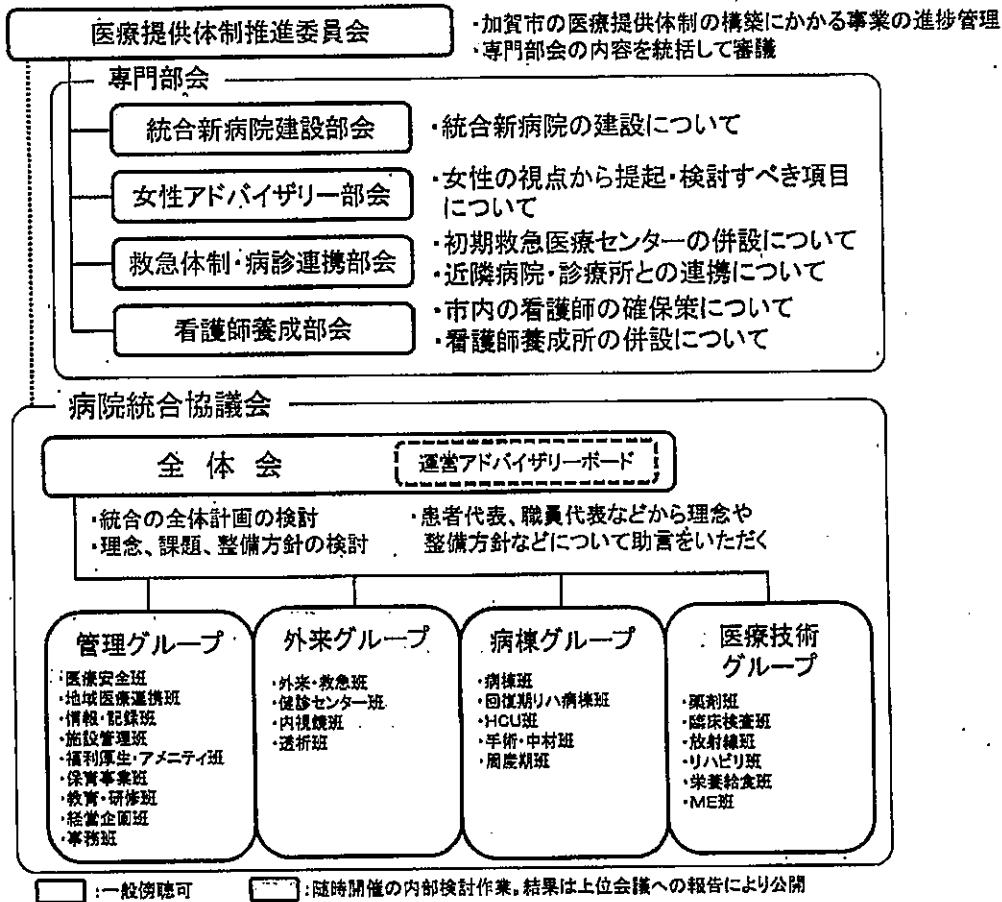 医療提供体制推進委員会
・加賀市の医療提供体制の構築にかかる事業の進捗管理
・専門部会の内容を統括して審議
専門部会
統合新病院建設部会
・統合新病院の建設について
女性アドバイザリー部会
・女性の視点から提起・検討すべき項目
について
救急体制・病診連携部会
・初期救急医療センターの併設について
・近隣病院・診療所との連携について
看護師養成部会
・市内の看護師の確保策について
・看護師養成所の併設について
病院統合協議会
全体会
運営アドバイザリーボード
・統合の全体計画の検討
・理念、課題、整備方針の検討
・患者代表、職員代表などから理念や
整備方針などについて助言をいただく
管理グループ
・医療安全班
・地域医療連携班
・情報・記録班
・施設管理班
・福利厚生・アメニティ班
・保育事業班
・教育・研修班
・経営企画班
・事務班
外来グループ
・外来・救急班
・健診センター班
・内視鏡班
・透析班
病棟グループ
・病棟班
・回復期リハ病棟班
・HCU班
・手術・中材班
・周産期班
医療技術
グループ
・薬剤班
・臨床検査班
・放射線班
・リハビリ班
・栄養給食班
・ME班
:一般傍聴可
:随時開催の内部検討作業。結果は上位会議への報告により公開